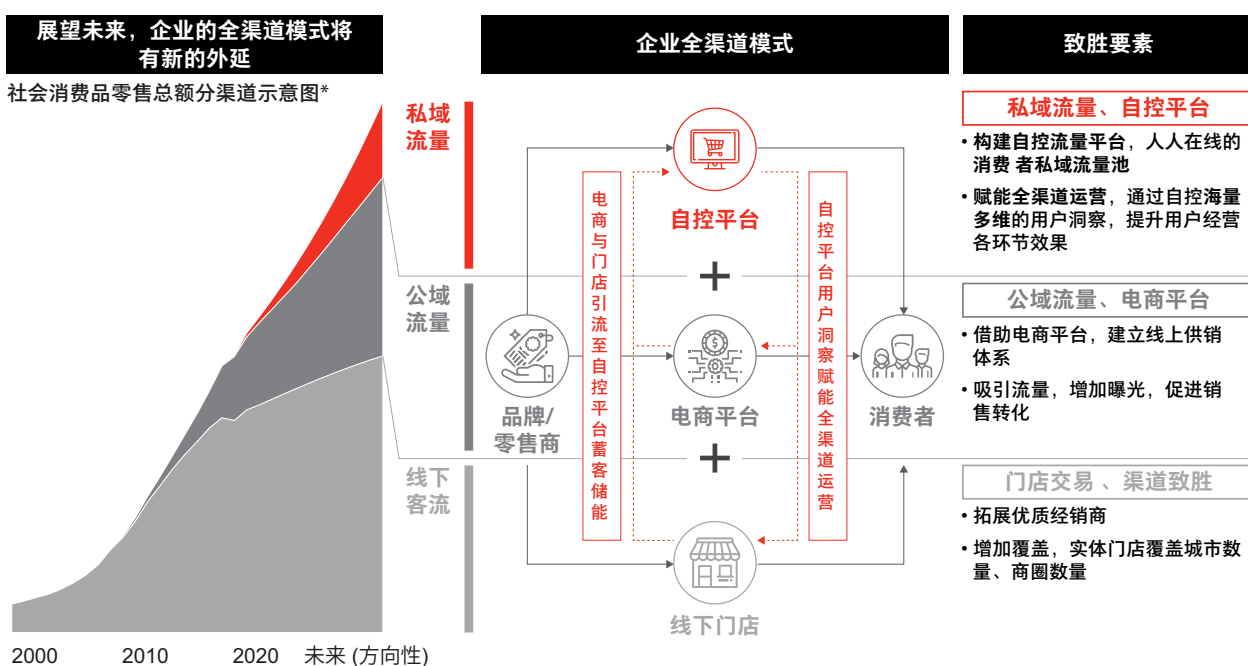 展望未来，企业的全渠道模式将
有新的外延
企业全渠道模式
致胜要素
社会消费品零售总额分渠道示意图*
2000
2010
2020
未来 (方向性)
私域
流量
公域
流量
线下
客流
品牌/
零售商
电商与门店引流至自控平台蓄客储能
自控平台
+
电商平台
+
线下门店
自控平台用户洞察赋能全渠道运营
消费者
私域流量、自控平台
• 构建自控流量平台，人人在线的
消费 者私域流量池
• 赋能全渠道运营，通过自控海量
多维的用户洞察，提升用户经营
各环节效果
公域流量、电商平台
• 借助电商平台，建立线上供销
体系
• 吸引流量，增加曝光，促进销
售转化
门店交易 、渠道致胜
• 拓展优质经销商
• 增加覆盖，实体门店覆盖城市数
量、商圈数量